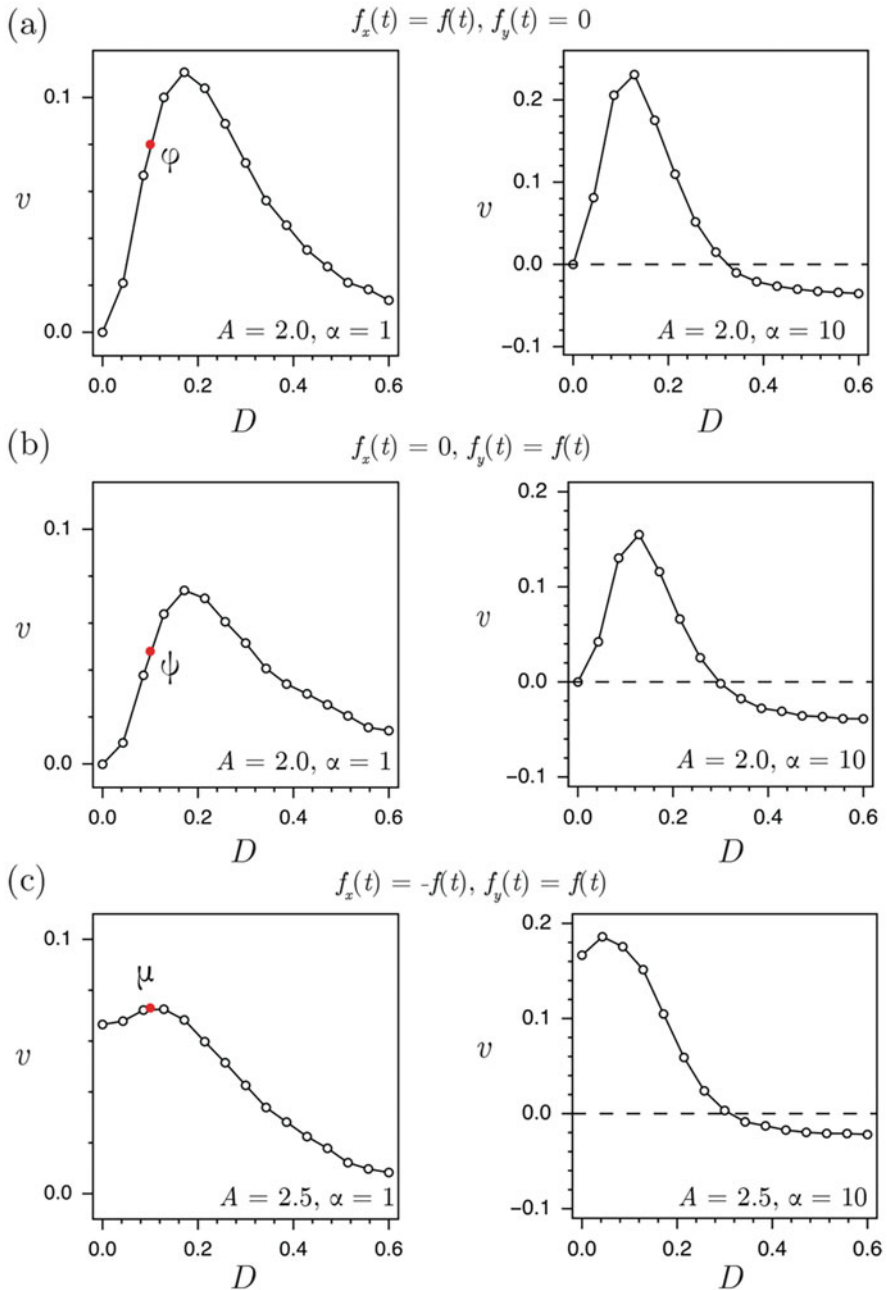 (a)
fₓ(t) = f(t), f_y(t) = 0
0.1
v
φ
0.0
A = 2.0, α = 1
0.0 0.2 0.4 0.6
D
0.2
0.1
v
0.0
−0.1
A = 2.0, α = 10
0.0 0.2 0.4 0.6
D
(b)
fₓ(t) = 0, f_y(t) = f(t)
0.1
v
ψ
0.0
A = 2.0, α = 1
0.0 0.2 0.4 0.6
D
0.2
0.1
v
0.0
−0.1
A = 2.0, α = 10
0.0 0.2 0.4 0.6
D
(c)
fₓ(t) = -f(t), f_y(t) = f(t)
0.1
μ
v
0.0
A = 2.5, α = 1
0.0 0.2 0.4 0.6
D
0.2
0.1
v
0.0
−0.1
A = 2.5, α = 10
0.0 0.2 0.4 0.6
D